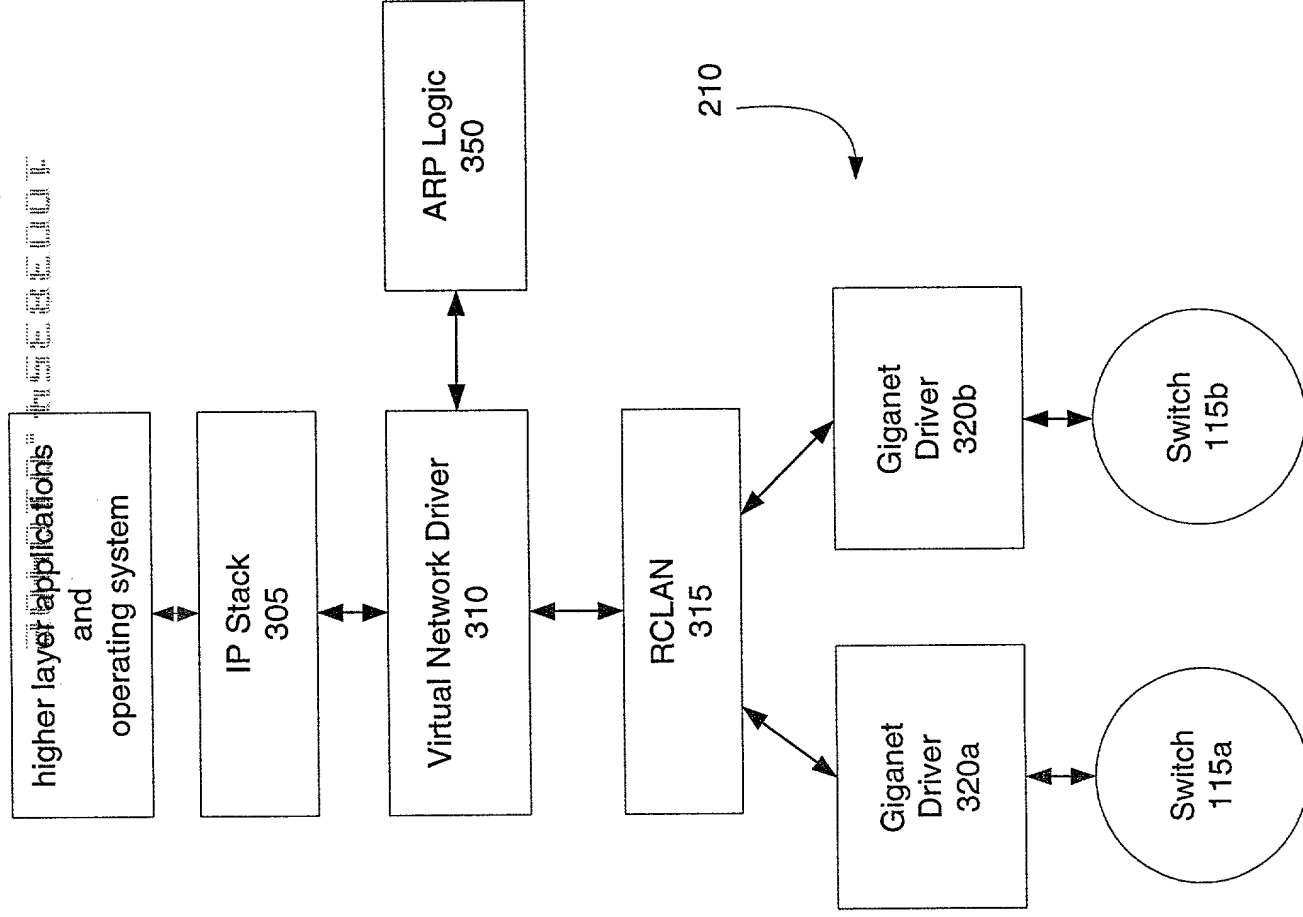 higher layer applications
and
operating system
IP Stack
305
Virtual Network Driver
310
ARP Logic
350
210
RCLAN
315
Giganet
Driver
320a
Giganet
Driver
320b
Switch
115a
Switch
115b